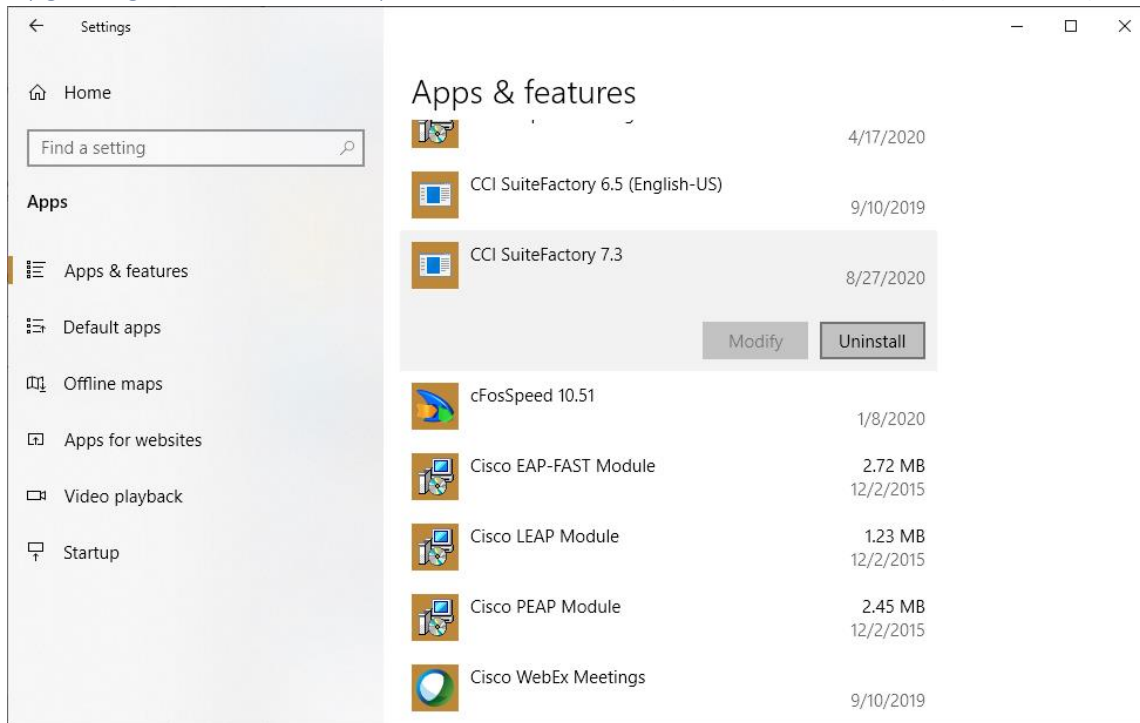 Settings
Home
Find a setting
Apps
Apps & features
Default apps
Offline maps
Apps for websites
Video playback
Startup
Apps & features
4/17/2020
CCI SuiteFactory 6.5 (English-US)
9/10/2019
CCI SuiteFactory 7.3
8/27/2020
Modify
Uninstall
cFosSpeed 10.51
1/8/2020
Cisco EAP-FAST Module
2.72 MB
12/2/2015
Cisco LEAP Module
1.23 MB
12/2/2015
Cisco PEAP Module
2.45 MB
12/2/2015
Cisco WebEx Meetings
9/10/2019